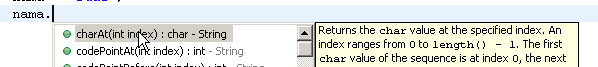 nama.
charAt(int index) : char - String
codePointAt(int index) : int - String
Returns the char value at the specified index. An
index ranges from 0 to length() - 1. The first
char value of the sequence is at index 0, the next